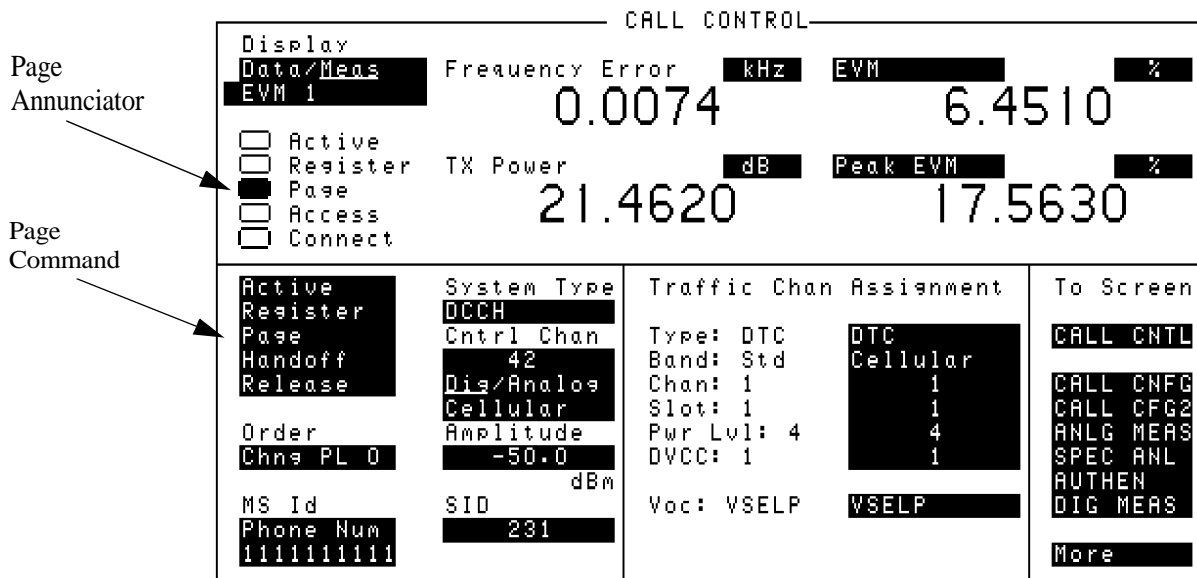 CALL CONTROL
Page
Annunciator
Page
Command
Display
Data/Meas
EVM 1
Active
Register
Page
Access
Connect
Frequency Error kHz
0.0074
EVM %
6.4510
TX Power dB
21.4620
Peak EVM %
17.5630
Active
Register
Page
Handoff
Release
Order
Chng PL 0
MS Id
Phone Num
1111111111
System Type
DCCH
Cntrl Chan
42
Dig/Analog
Cellular
Amplitude
-50.0
dBm
SID
231
Traffic Chan Assignment
Type: DTC DTC
Band: Std Cellular
Chan: 1 1
Slot: 1 1
Pwr Lvl: 4 4
DVCC: 1 1
Voc: VSELP VSELP
To Screen
CALL CNTL
CALL CNFG
CALL CFG2
ANLG MEAS
SPEC ANL
AUTHEN
DIG MEAS
More